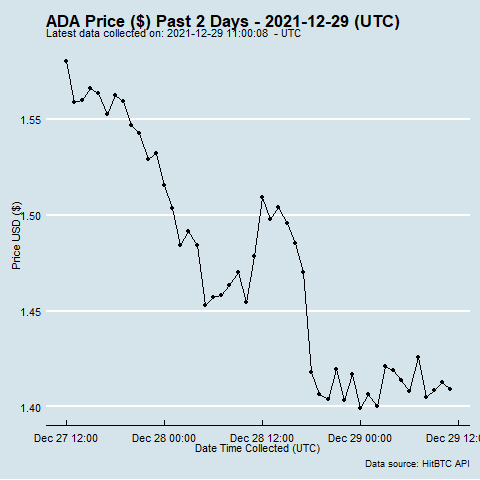 ADA Price ($) Past 2 Days - 2021-12-29 (UTC)
Latest data collected on: 2021-12-29 11:00:08 - UTC
1.55
1.50
1.45
1.40
Price USD ($)
Dec 27 12:00 Dec 28 00:00 Dec 28 12:00 Dec 29 00:00 Dec 29 12
Date Time Collected (UTC)
Data source: HitBTC API